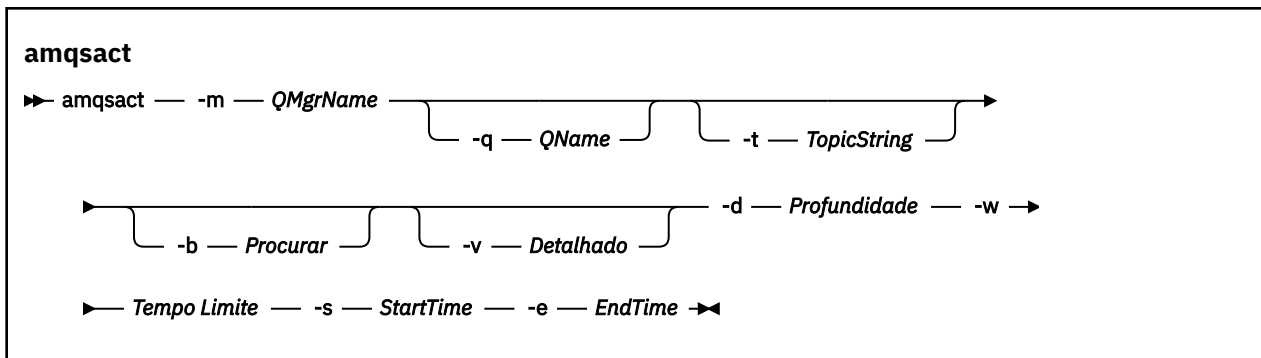 amqsact
amqsact -m QMgrName
-q QName -t TopicString
-d Profundidade -w
-b Procurar -v Detalhado
Tempo Limite -s StartTime -e EndTime